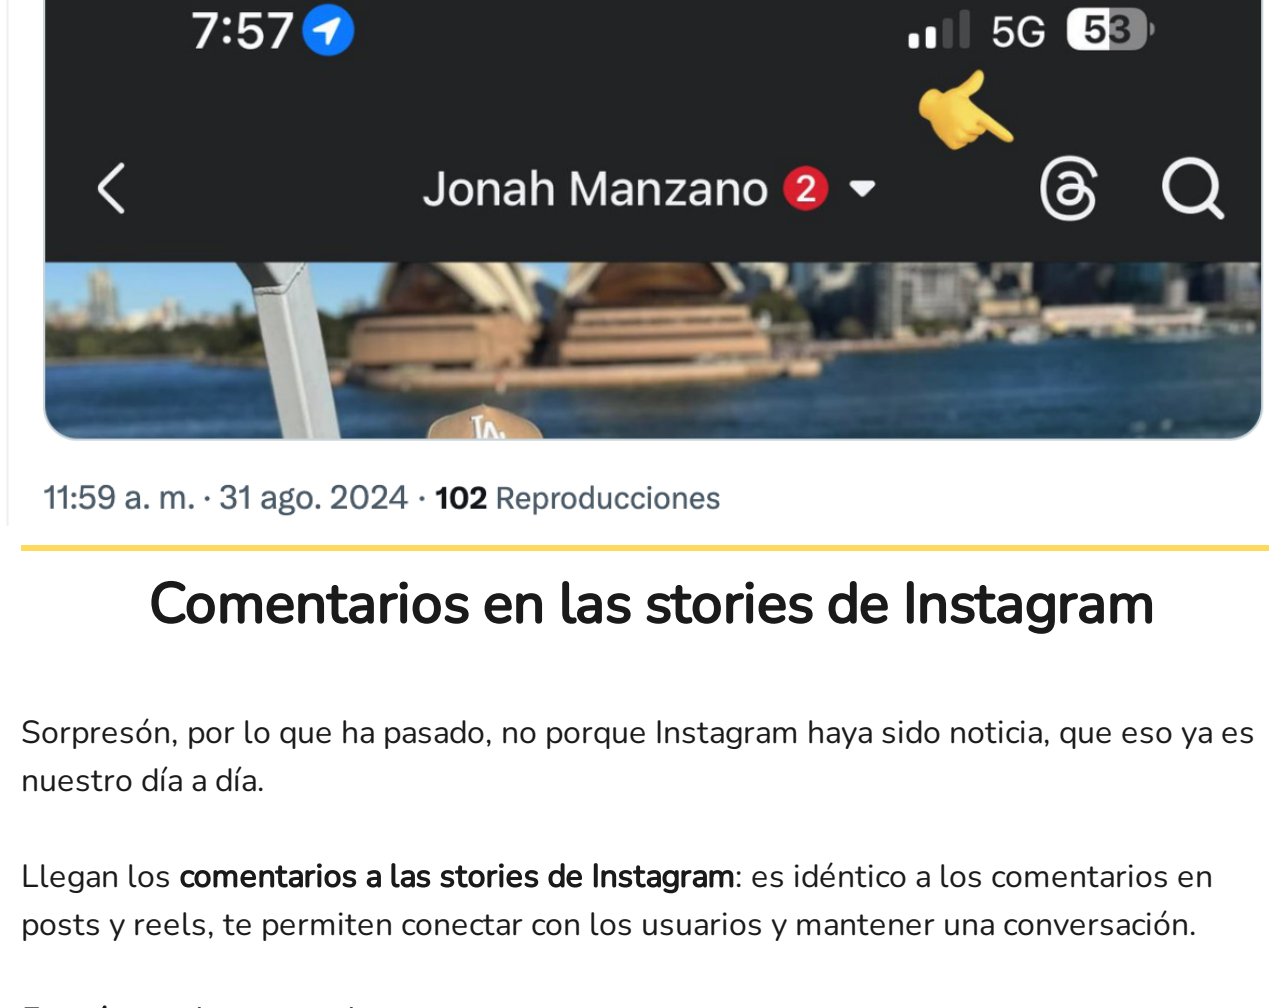 7:57 5G 53
Jonah Manzano 2
LA
11:59 a. m. · 31 ago. 2024 · 102 Reproducciones
Comentarios en las stories de Instagram
Sorpresón, por lo que ha pasado, no porque Instagram haya sido noticia, que eso ya es
nuestro día a día.
Llegan los comentarios a las stories de Instagram: es idéntico a los comentarios en
posts y reels, te permiten conectar con los usuarios y mantener una conversación.